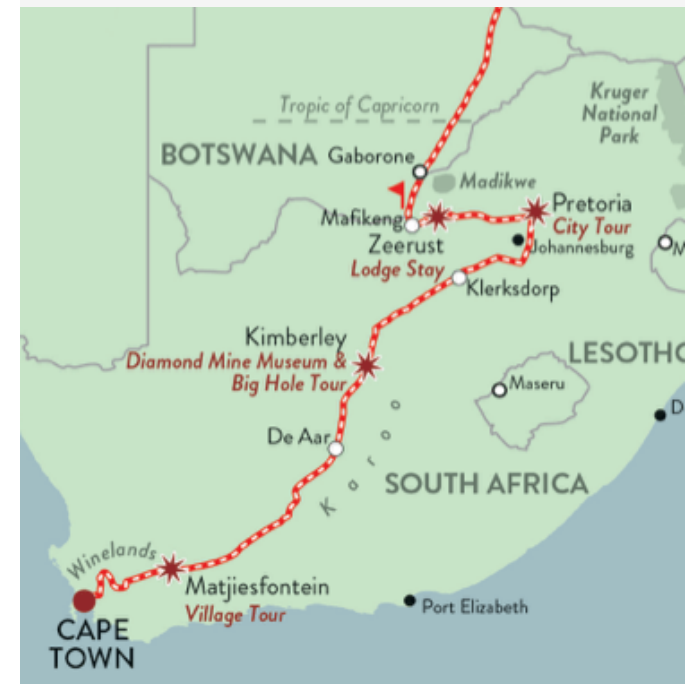 Tropic of Capricorn
Kruger
National
Park
BOTSWANA
Gaborone
Madikwe
Mafikeng
Zeerust
Lodge Stay
Pretoria
City Tour
Johannesburg
M
Klerksdorp
Kimberley
Diamond Mine Museum &
Big Hole Tour
LESOTHO
Maseru
D
De Aar
Karoo
SOUTH AFRICA
Winelands
Matjiesfontein
Village Tour
Port Elizabeth
CAPE
TOWN